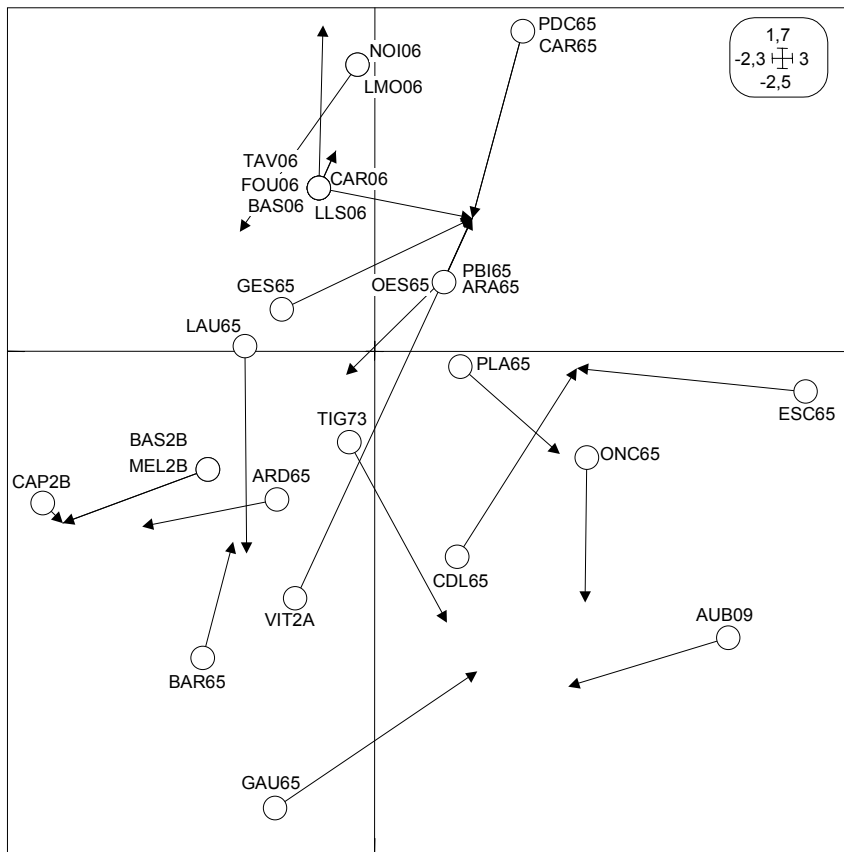 PDC65
CAR65
1,7
-2,3 3
-2,5
NOI06
LMO06
TAV06
CAR06
FOU06
BAS06
LLS06
GES65
OES65
PBI65
ARA65
LAU65
PLA65
ESC65
TIG73
BAS2B
MEL2B
CAP2B
ARD65
ONC65
CDL65
VIT2A
AUB09
BAR65
GAU65